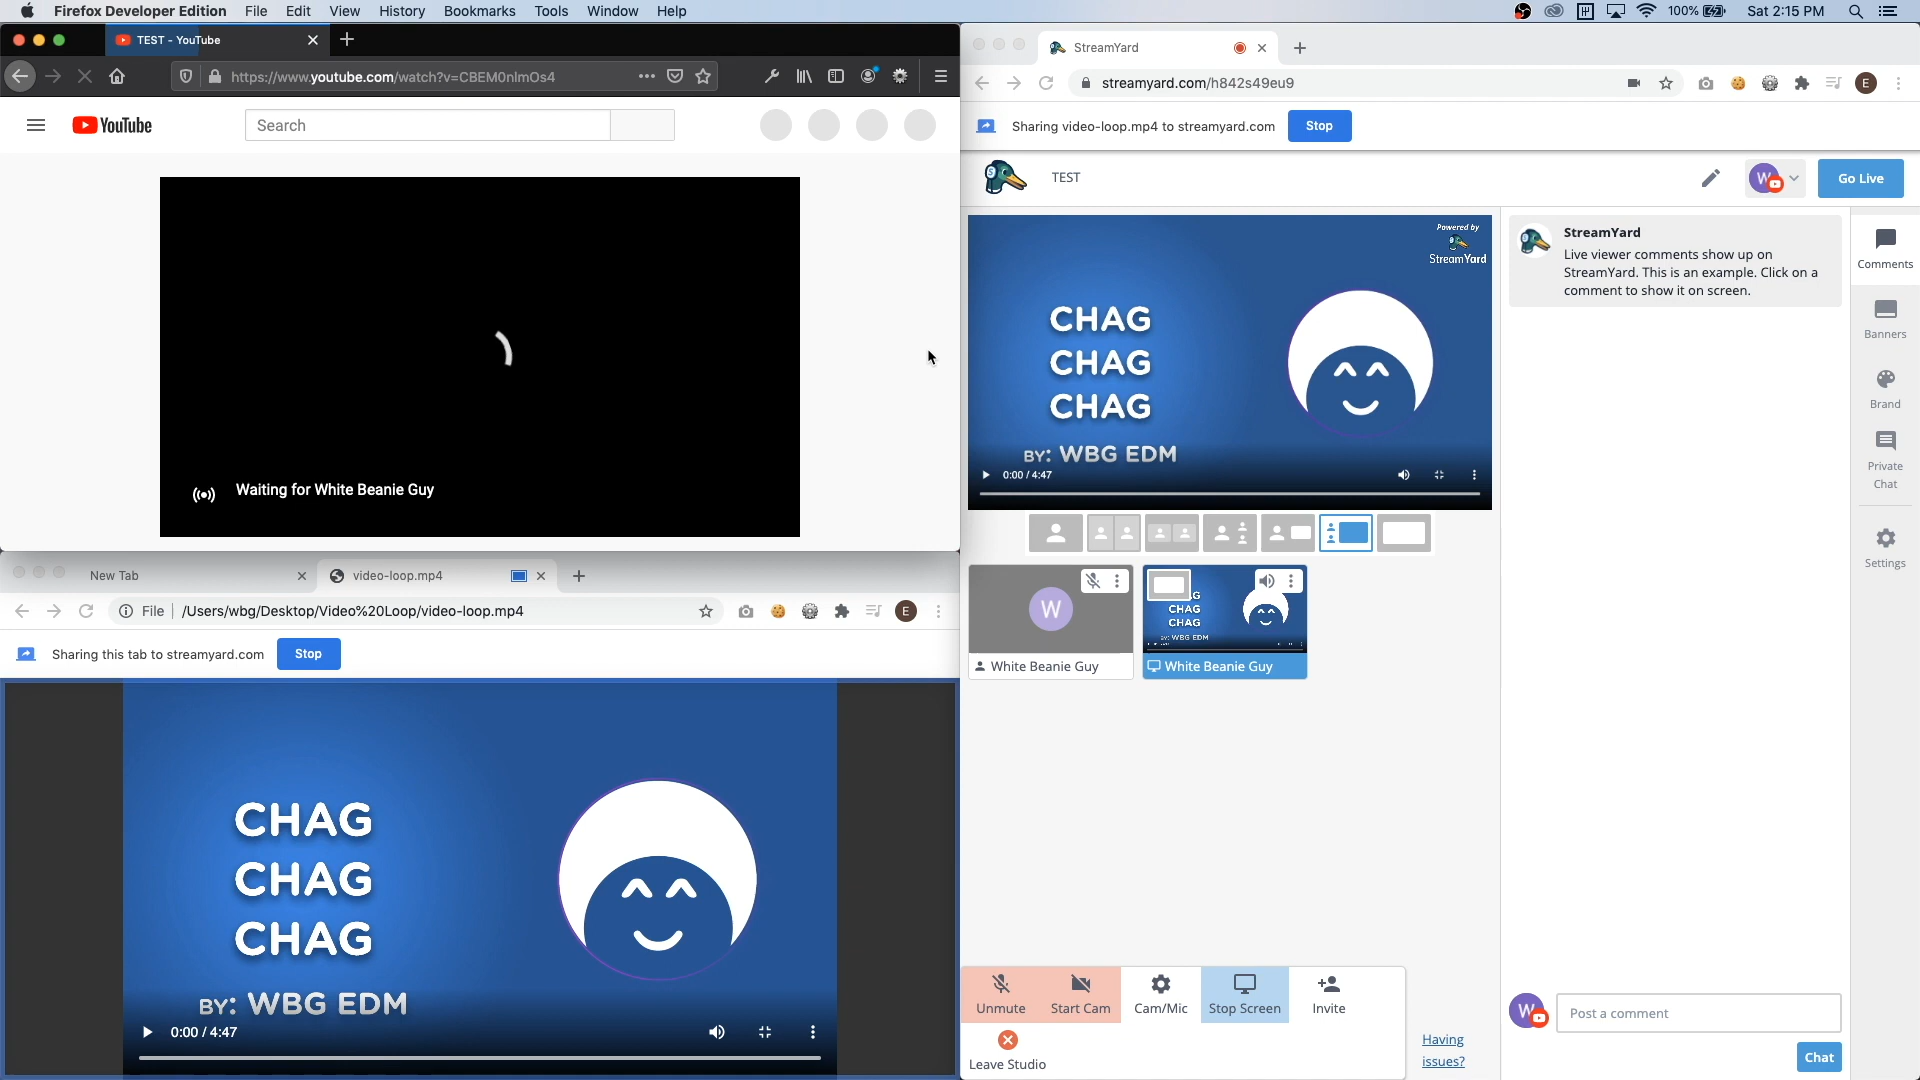 Firefox Developer Edition File Edit View History Bookmarks Tools Window Help
100% Sat 2:15 PM
TEST - YouTube
https://www.youtube.com/watch?v=CBEM0nlmOs4
YouTube
Search
Waiting for White Beanie Guy
StreamYard
streamyard.com/h842s49eu9
E
Sharing video-loop.mp4 to streamyard.com Stop
TEST
W
Go Live
Powered by
StreamYard
CHAG
CHAG
CHAG
BY: WBG EDM
0:00 / 4:47
StreamYard
Live viewer comments show up on
StreamYard. This is an example. Click on a
comment to show it on screen.
Comments
Banners
Brand
Private
Chat
Settings
W
White Beanie Guy
CHAG
CHAG
BY: WBG EDM
White Beanie Guy
New Tab
video-loop.mp4
File /Users/wbg/Desktop/Video%20Loop/video-loop.mp4
E
Sharing this tab to streamyard.com Stop
CHAG
CHAG
CHAG
BY: WBG EDM
0:00 / 4:47
Unmute
Start Cam
Cam/Mic
Stop Screen
Invite
Leave Studio
Having
issues?
W
Post a comment
Chat